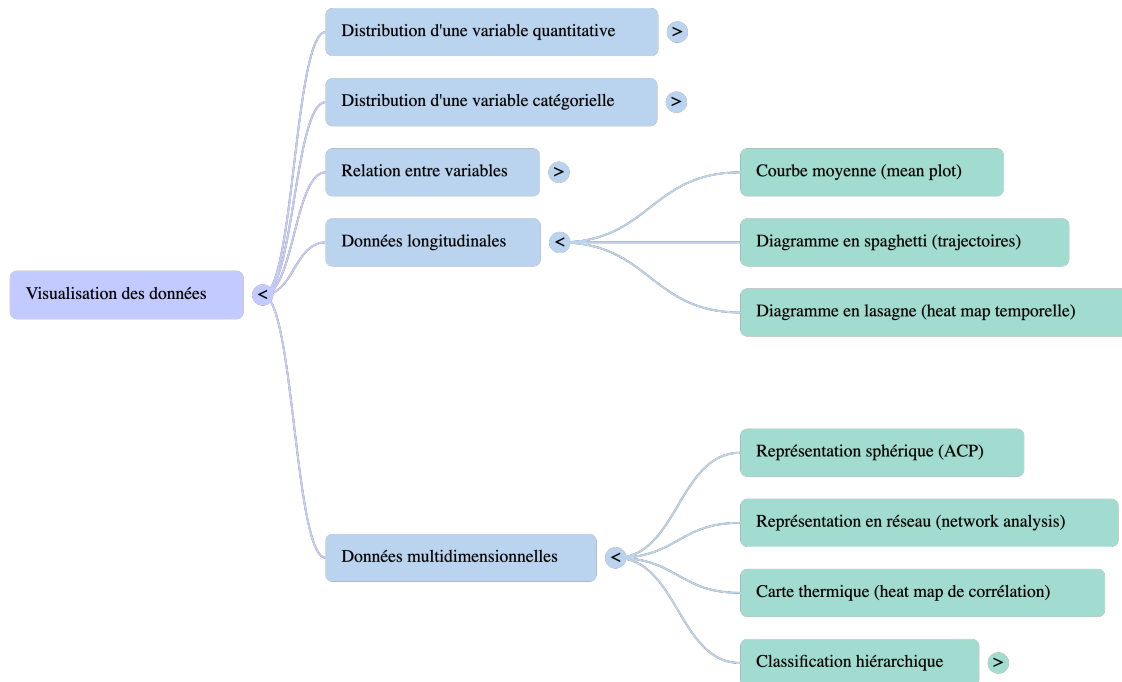 Visualisation des données
<
Distribution d'une variable quantitative
>
Distribution d'une variable catégorielle
>
Relation entre variables
>
Données longitudinales
<
Courbe moyenne (mean plot)
Diagramme en spaghetti (trajectoires)
Diagramme en lasagne (heat map temporelle)
Données multidimensionnelles
<
Représentation sphérique (ACP)
Représentation en réseau (network analysis)
Carte thermique (heat map de corrélation)
Classification hiérarchique
>